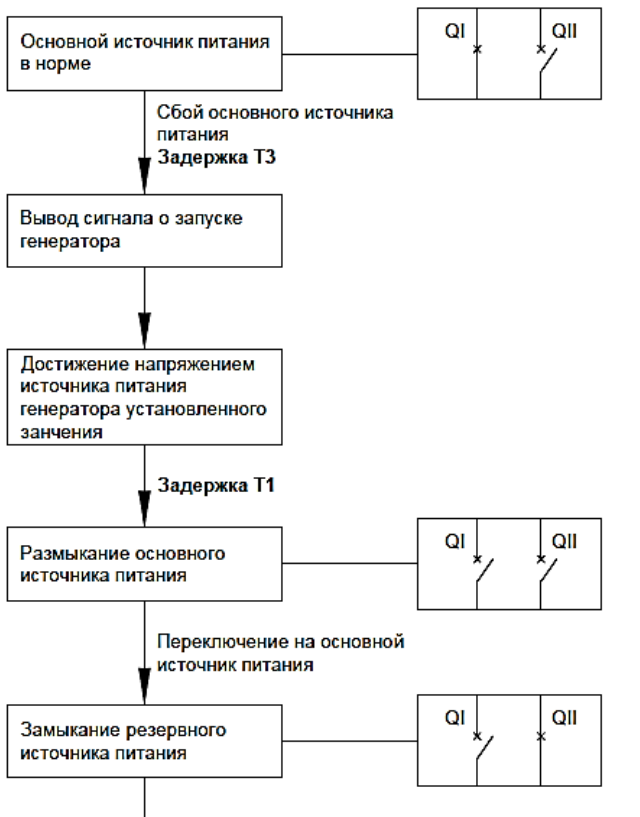 Основной источник питания
в норме
QI QII
Сбой основного источника
питания
Задержка T3
Вывод сигнала о запуске
генератора
Достижение напряжением
источника питания
генератора установленного
занчения
Задержка T1
Размыкание основного
источника питания
QI QII
Переключение на основной
источник питания
Замыкание резервного
источника питания
QI QII